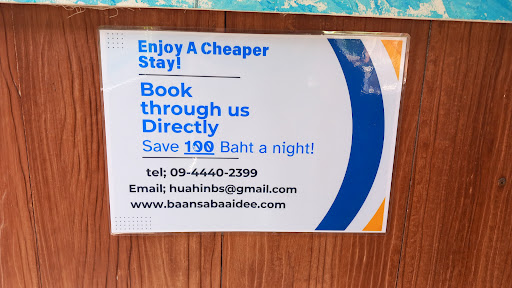 Enjoy A Cheaper
Stay!
Book
through us
Directly
Save 100 Baht a night!
tel; 09-4440-2399
Email; huahinbs@gmail.com
www.baansabaaidee.com